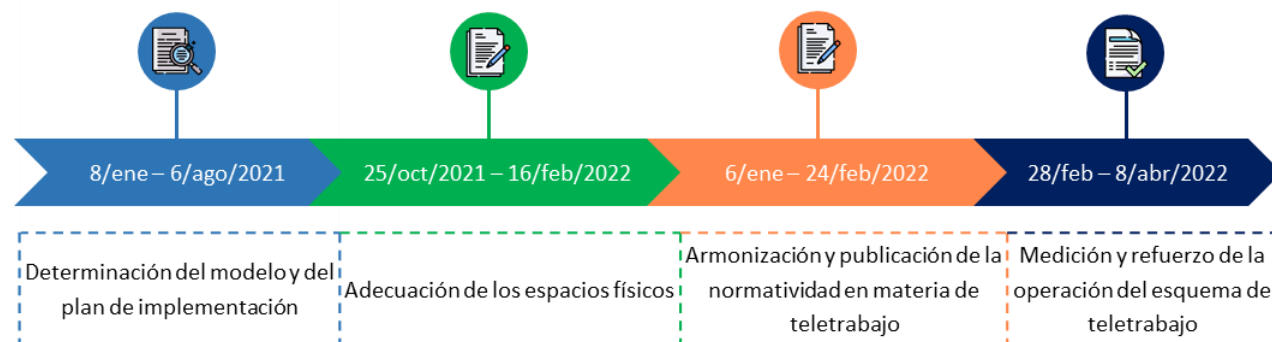 8/ene – 6/ago/2021
25/oct/2021 – 16/feb/2022
6/ene – 24/feb/2022
28/feb – 8/abr/2022
Determinación del modelo y del
plan de implementación
Adecuación de los espacios físicos
Armonización y publicación de la
normatividad en materia de
teletrabajo
Medición y refuerzo de la
operación del esquema de
teletrabajo